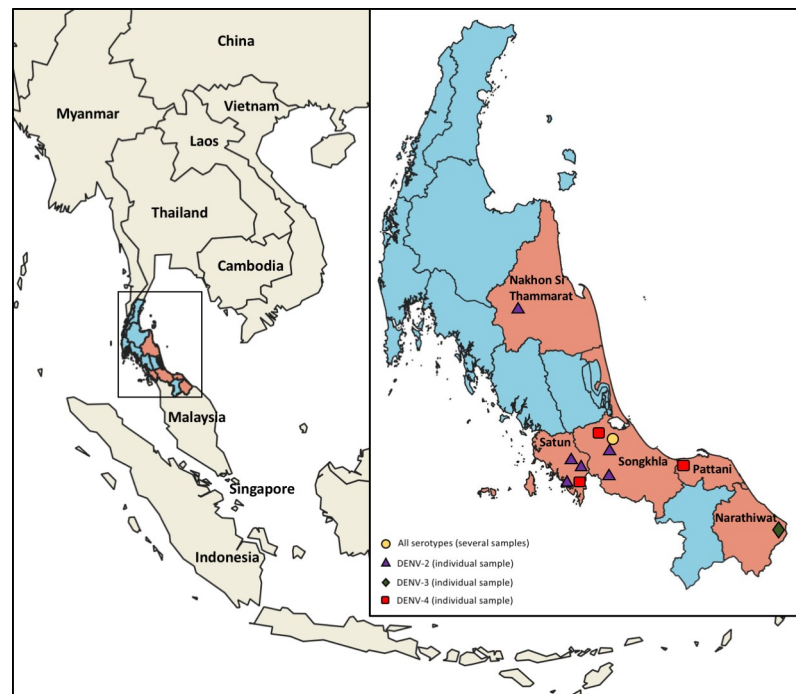 China
Myanmar
Vietnam
Laos
Thailand
Cambodia
Malaysia
Singapore
Indonesia
Nakhon Si
Thammarat
Satun
Songkhla
Pattani
Narathiwat
All serotypes (several samples)
DENV-2 (individual sample)
DENV-3 (individual sample)
DENV-4 (individual sample)